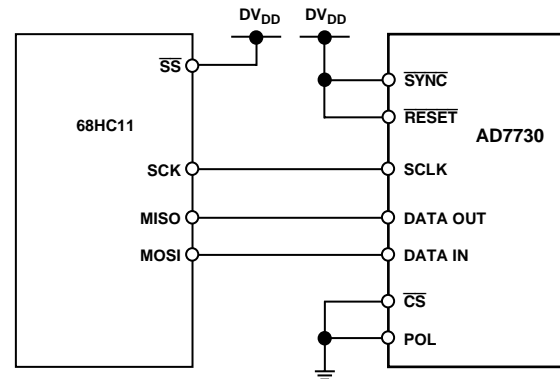 DVDD DVDD
SS
SYNC
68HC11
RESET
AD7730
SCK SCLK
MISO DATA OUT
MOSI DATA IN
CS
POL